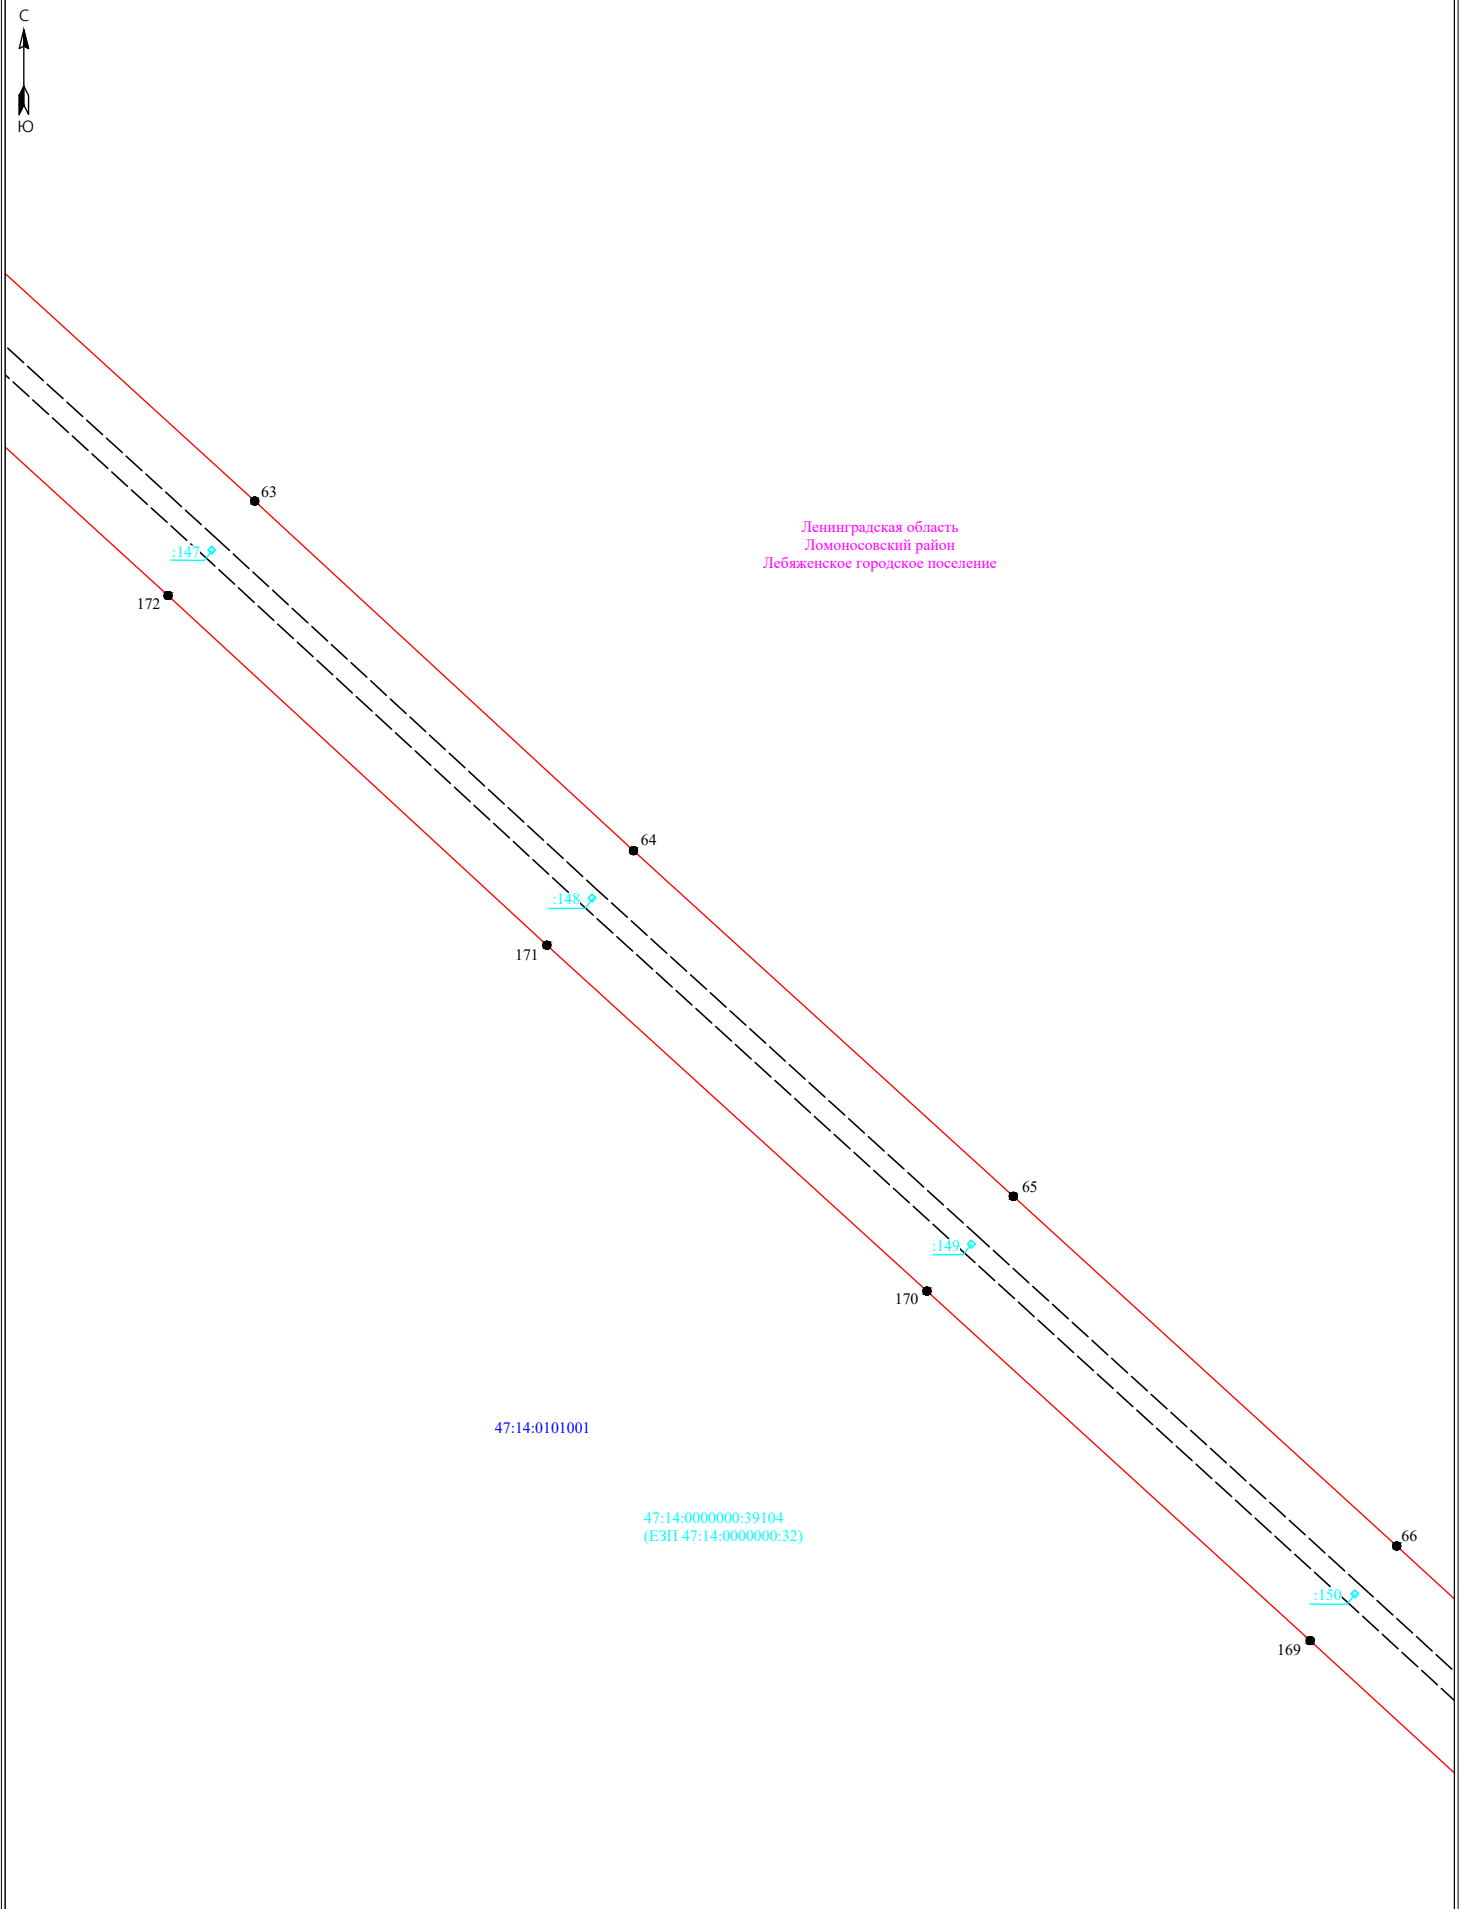 С
Ю
63
Ленинградская область
Ломоносовский район
Лебяженское городское поселение
:147
172
64
:148
171
65
:149
170
47:14:0101001
47:14:0000000:39104
(ЕЗП 47:14:0000000:32)
66
:150
169